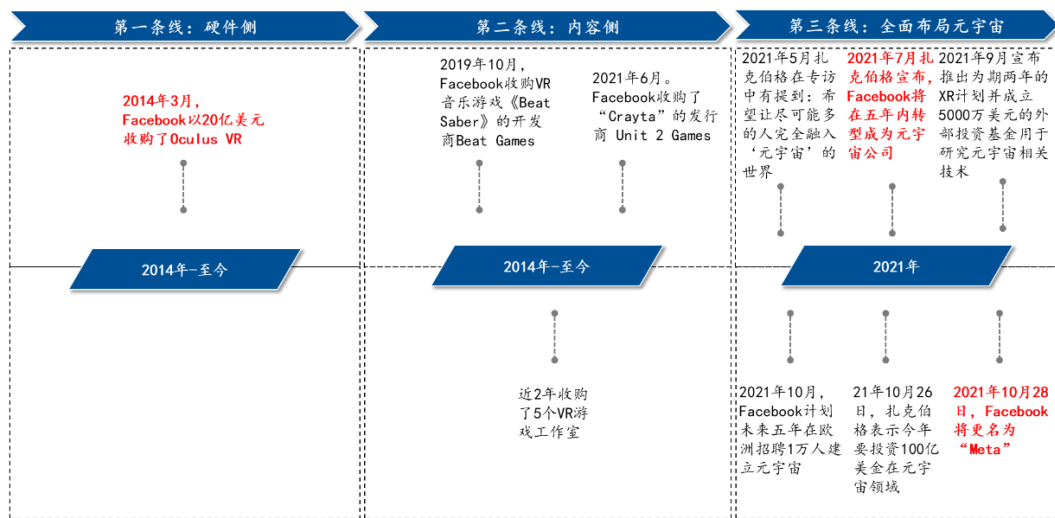 第一条线：硬件侧
第二条线：内容侧
第三条线：全面布局元宇宙
2014年3月，
Facebook以20亿美元
收购了Oculus VR
2019年10月，
Facebook收购VR
音乐游戏《Beat
Saber》的开发
商Beat Games
2021年6月。
Facebook收购了
“Crayta”的发行
商 Unit 2 Games
2021年5月扎
克伯格在专访
中有提到：希
望让尽可能多
的人完全融入
‘元宇宙’的
世界
2021年7月扎
克伯格宣布，
Facebook将
在五年内转
型成为元宇
宙公司
2021年9月宣布
推出为期两年的
XR计划并成立
5000万美元的外
部投资基金用于
研究元宇宙相关
技术
2014年-至今
2014年-至今
2021年
近2年收购
了5个VR游
戏工作室
2021年10月，
Facebook计划
未来五年在欧
洲招聘1万人建
立元宇宙
21年10月26
日，扎克伯
格表示今年
要投资100亿
美金在元宇
宙领域
2021年10月28
日，Facebook
将更名为
“Meta”